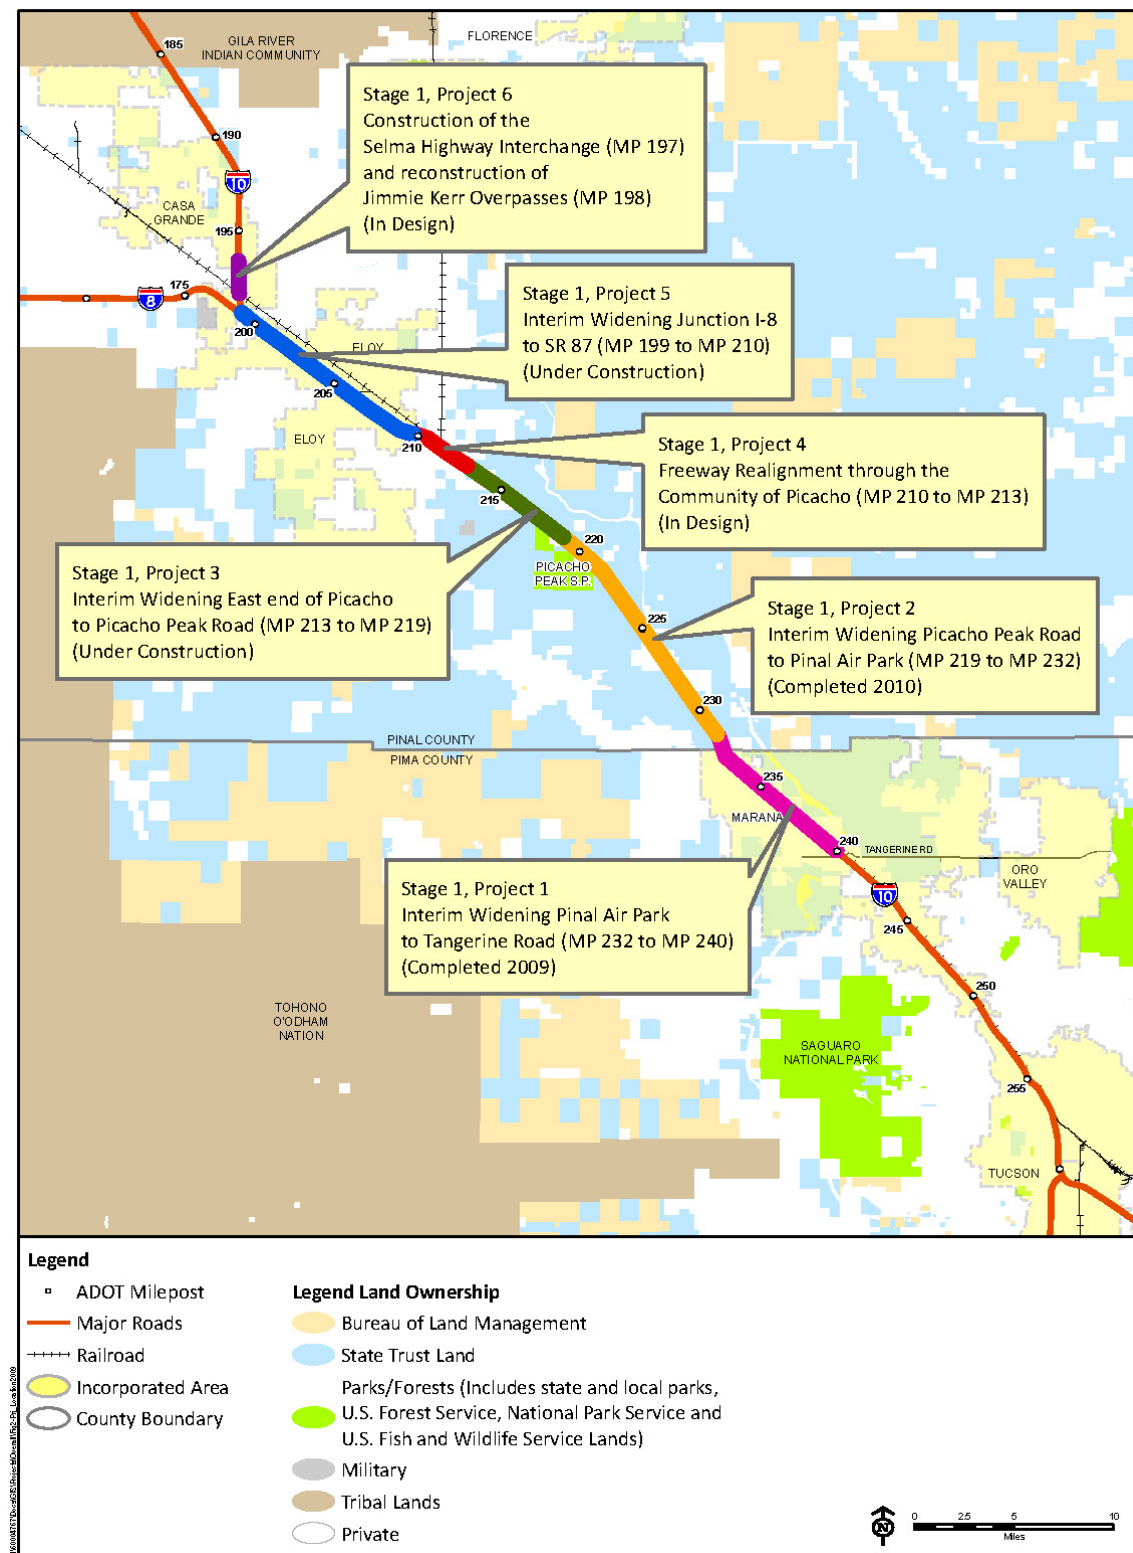 185
GILA RIVER
INDIAN COMMUNITY
FLORENCE
Stage 1, Project 6
Construction of the
Selma Highway Interchange (MP 197)
and reconstruction of
Jimmie Kerr Overpasses (MP 198)
(In Design)
190
10
CASA
GRANDE
195
175
8
Stage 1, Project 5
Interim Widening Junction I-8
to SR 87 (MP 199 to MP 210)
(Under Construction)
200
ELOY
205
ELOY
210
Stage 1, Project 4
Freeway Realignment through the
Community of Picacho (MP 210 to MP 213)
(In Design)
215
220
PICACHO
PEAK S.P.
Stage 1, Project 3
Interim Widening East end of Picacho
to Picacho Peak Road (MP 213 to MP 219)
(Under Construction)
225
Stage 1, Project 2
Interim Widening Picacho Peak Road
to Pinal Air Park (MP 219 to MP 232)
(Completed 2010)
230
PINAL COUNTY
PIMA COUNTY
235
MARANA
240
TANGERINE RD
ORO
VALLEY
10
245
Stage 1, Project 1
Interim Widening Pinal Air Park
to Tangerine Road (MP 232 to MP 240)
(Completed 2009)
250
TOHONO
O'ODHAM
NATION
SAGUARO
NATIONAL PARK
255
TUCSON
Legend
ADOT Milepost
Major Roads
Railroad
Incorporated Area
County Boundary
Legend Land Ownership
Bureau of Land Management
State Trust Land
Parks/Forests (Includes state and local parks,
U.S. Forest Service, National Park Service and
U.S. Fish and Wildlife Service Lands)
Military
Tribal Lands
Private
N
0 2.5 5 10
Miles